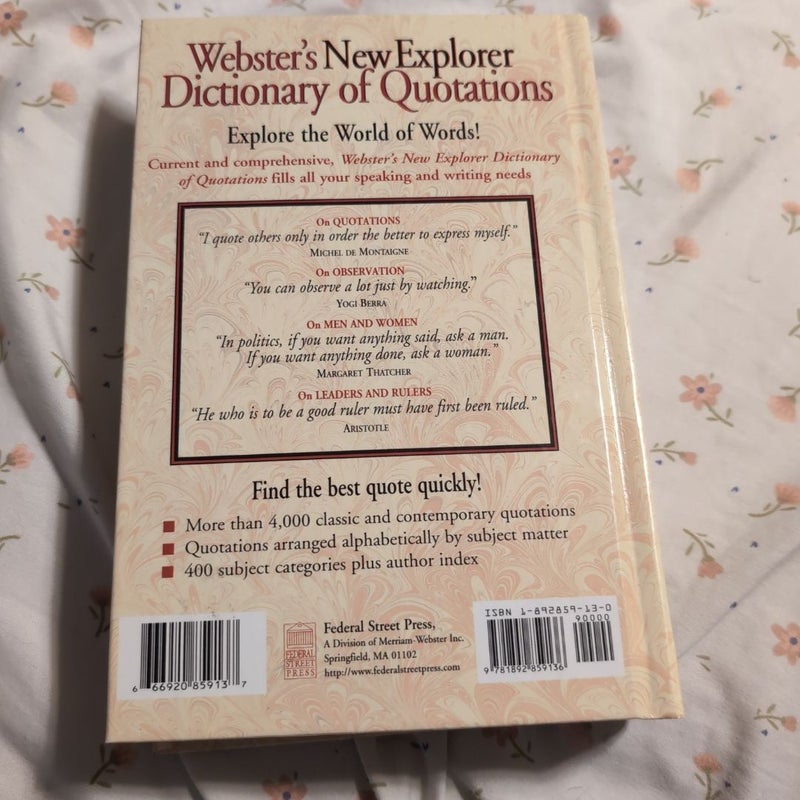 Webster's New Explorer
Dictionary of Quotations
Explore the World of Words!
Current and comprehensive, Webster's New Explorer Dictionary
of Quotations fills all your speaking and writing needs
On QUOTATIONS
"I quote others only in order the better to express myself."
MICHEL DE MONTAIGNE
On OBSERVATION
"You can observe a lot just by watching."
YOGI BERRA
On MEN AND WOMEN
"In politics, if you want anything said, ask a man.
If you want anything done, ask a woman."
MARGARET THATCHER
On LEADERS AND RULERS
"He who is to be a good ruler must have first been ruled."
ARISTOTLE
Find the best quote quickly!
■ More than 4,000 classic and contemporary quotations
■ Quotations arranged alphabetically by subject matter
■ 400 subject categories plus author index
6 66920 85913 7
FEDERAL
STREET
PRESS
Federal Street Press,
A Division of Merriam-Webster Inc.
Springfield, MA 01102
http://www.federalstreetpress.com
ISBN 1-892859-13-0
90000
9 781892 859136